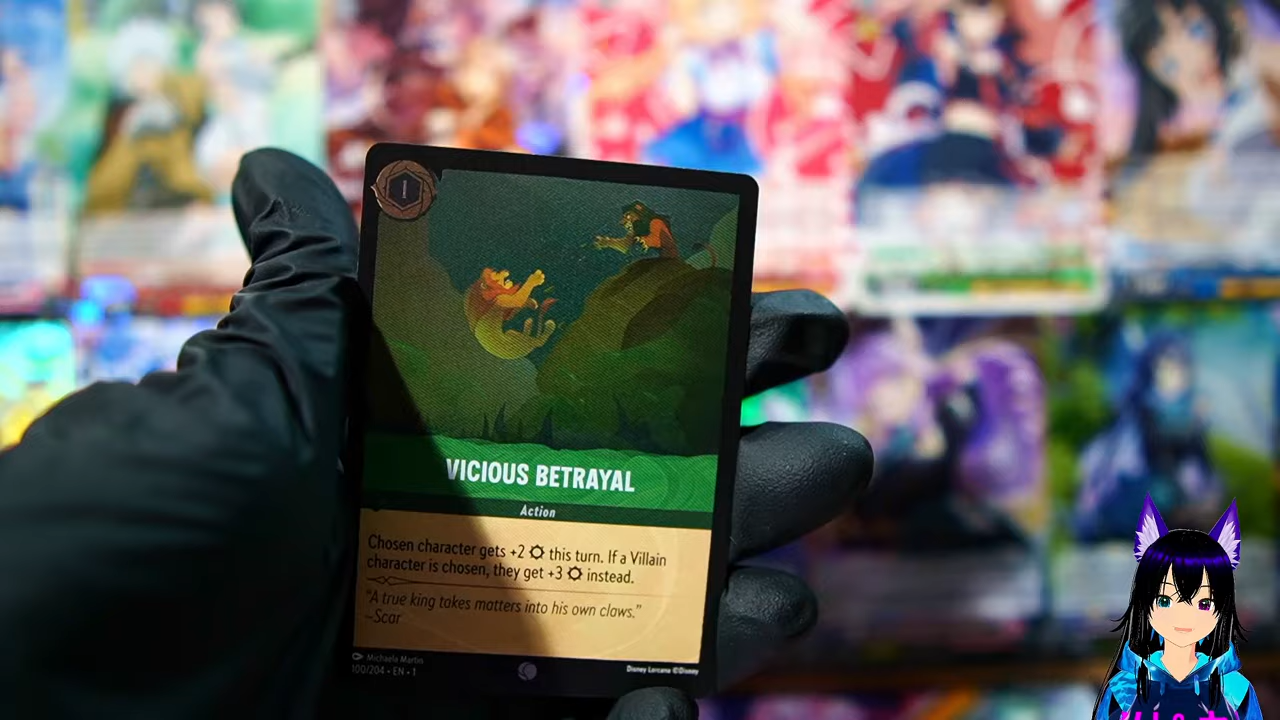 VICIOUS BETRAYAL
Action
Chosen character gets +2 this turn. If a Villain
character is chosen, they get +3 instead.
"A true king takes matters into his own claws."
–Scar
Michaela Martin
100/204 • EN • 1
Disney Lorcana ©Disney